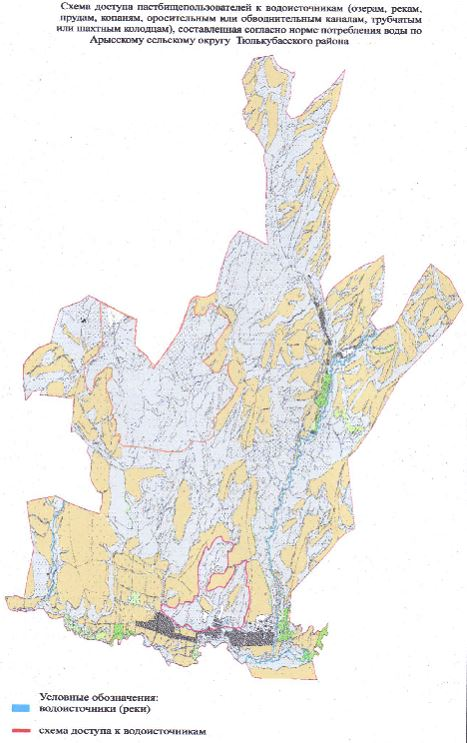 Схема доступа пастбищепользователей к водоисточникам (озерам, рекам,
прудам, копаням, оросительным или обводнительным каналам, трубчатым
или шахтным колодцам), составленная согласно норме потребления воды по
Арысскому сельскому округу Тюлькубасского района
Условные обозначения:
водоисточники (реки)
схема доступа к водоисточникам